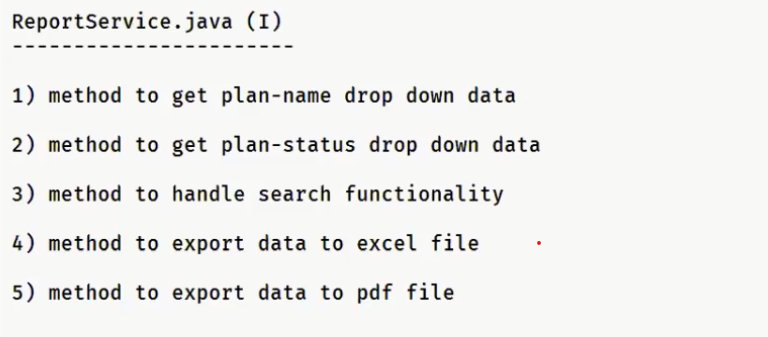 ReportService.java (I)
-----------------------
1) method to get plan-name drop down data
2) method to get plan-status drop down data
3) method to handle search functionality
4) method to export data to excel file
5) method to export data to pdf file